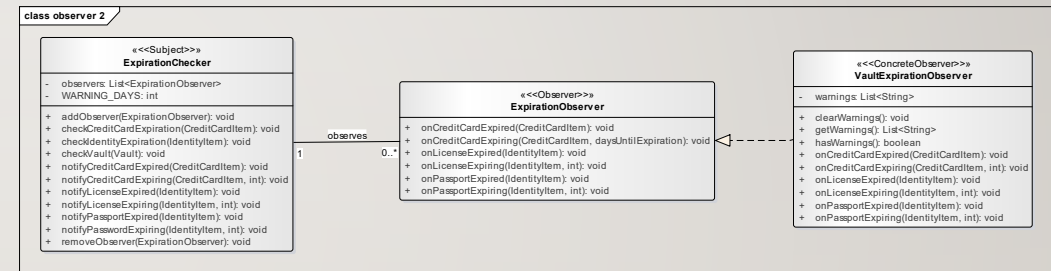 class observer 2
«<<Subject>>»
ExpirationChecker
- observers: List<ExpirationObserver>
- WARNING_DAYS: int
+ addObserver(ExpirationObserver): void
+ checkCreditCardExpiration(CreditCardItem): void
+ checkIdentityExpiration(IdentityItem): void
+ checkVault(Vault): void
+ notifyCreditCardExpired(CreditCardItem): void
+ notifyCreditCardExpiring(CreditCardItem, int): void
+ notifyLicenseExpired(IdentityItem): void
+ notifyLicenseExpiring(IdentityItem, int): void
+ notifyPassportExpired(IdentityItem): void
+ notifyPasswordExpiring(IdentityItem, int): void
+ removeObserver(ExpirationObserver): void
observes
1
0..*
«<<Observer>>»
ExpirationObserver
+ onCreditCardExpired(CreditCardItem): void
+ onCreditCardExpiring(CreditCardItem, daysUntilExpiration): void
+ onLicenseExpired(IdentityItem): void
+ onLicenseExpiring(IdentityItem, int): void
+ onPassportExpired(IdentityItem): void
+ onPassportExpiring(IdentityItem, int): void
«<<ConcreteObserver>>»
VaultExpirationObserver
- warnings: List<String>
+ clearWarnings(): void
+ getWarnings(): List<String>
+ hasWarnings(): boolean
+ onCreditCardExpired(CreditCardItem): void
+ onCreditCardExpiring(CreditCardItem, int): void
+ onLicenseExpired(IdentityItem): void
+ onLicenseExpiring(IdentityItem, int): void
+ onPassportExpired(IdentityItem): void
+ onPassportExpiring(IdentityItem, int): void